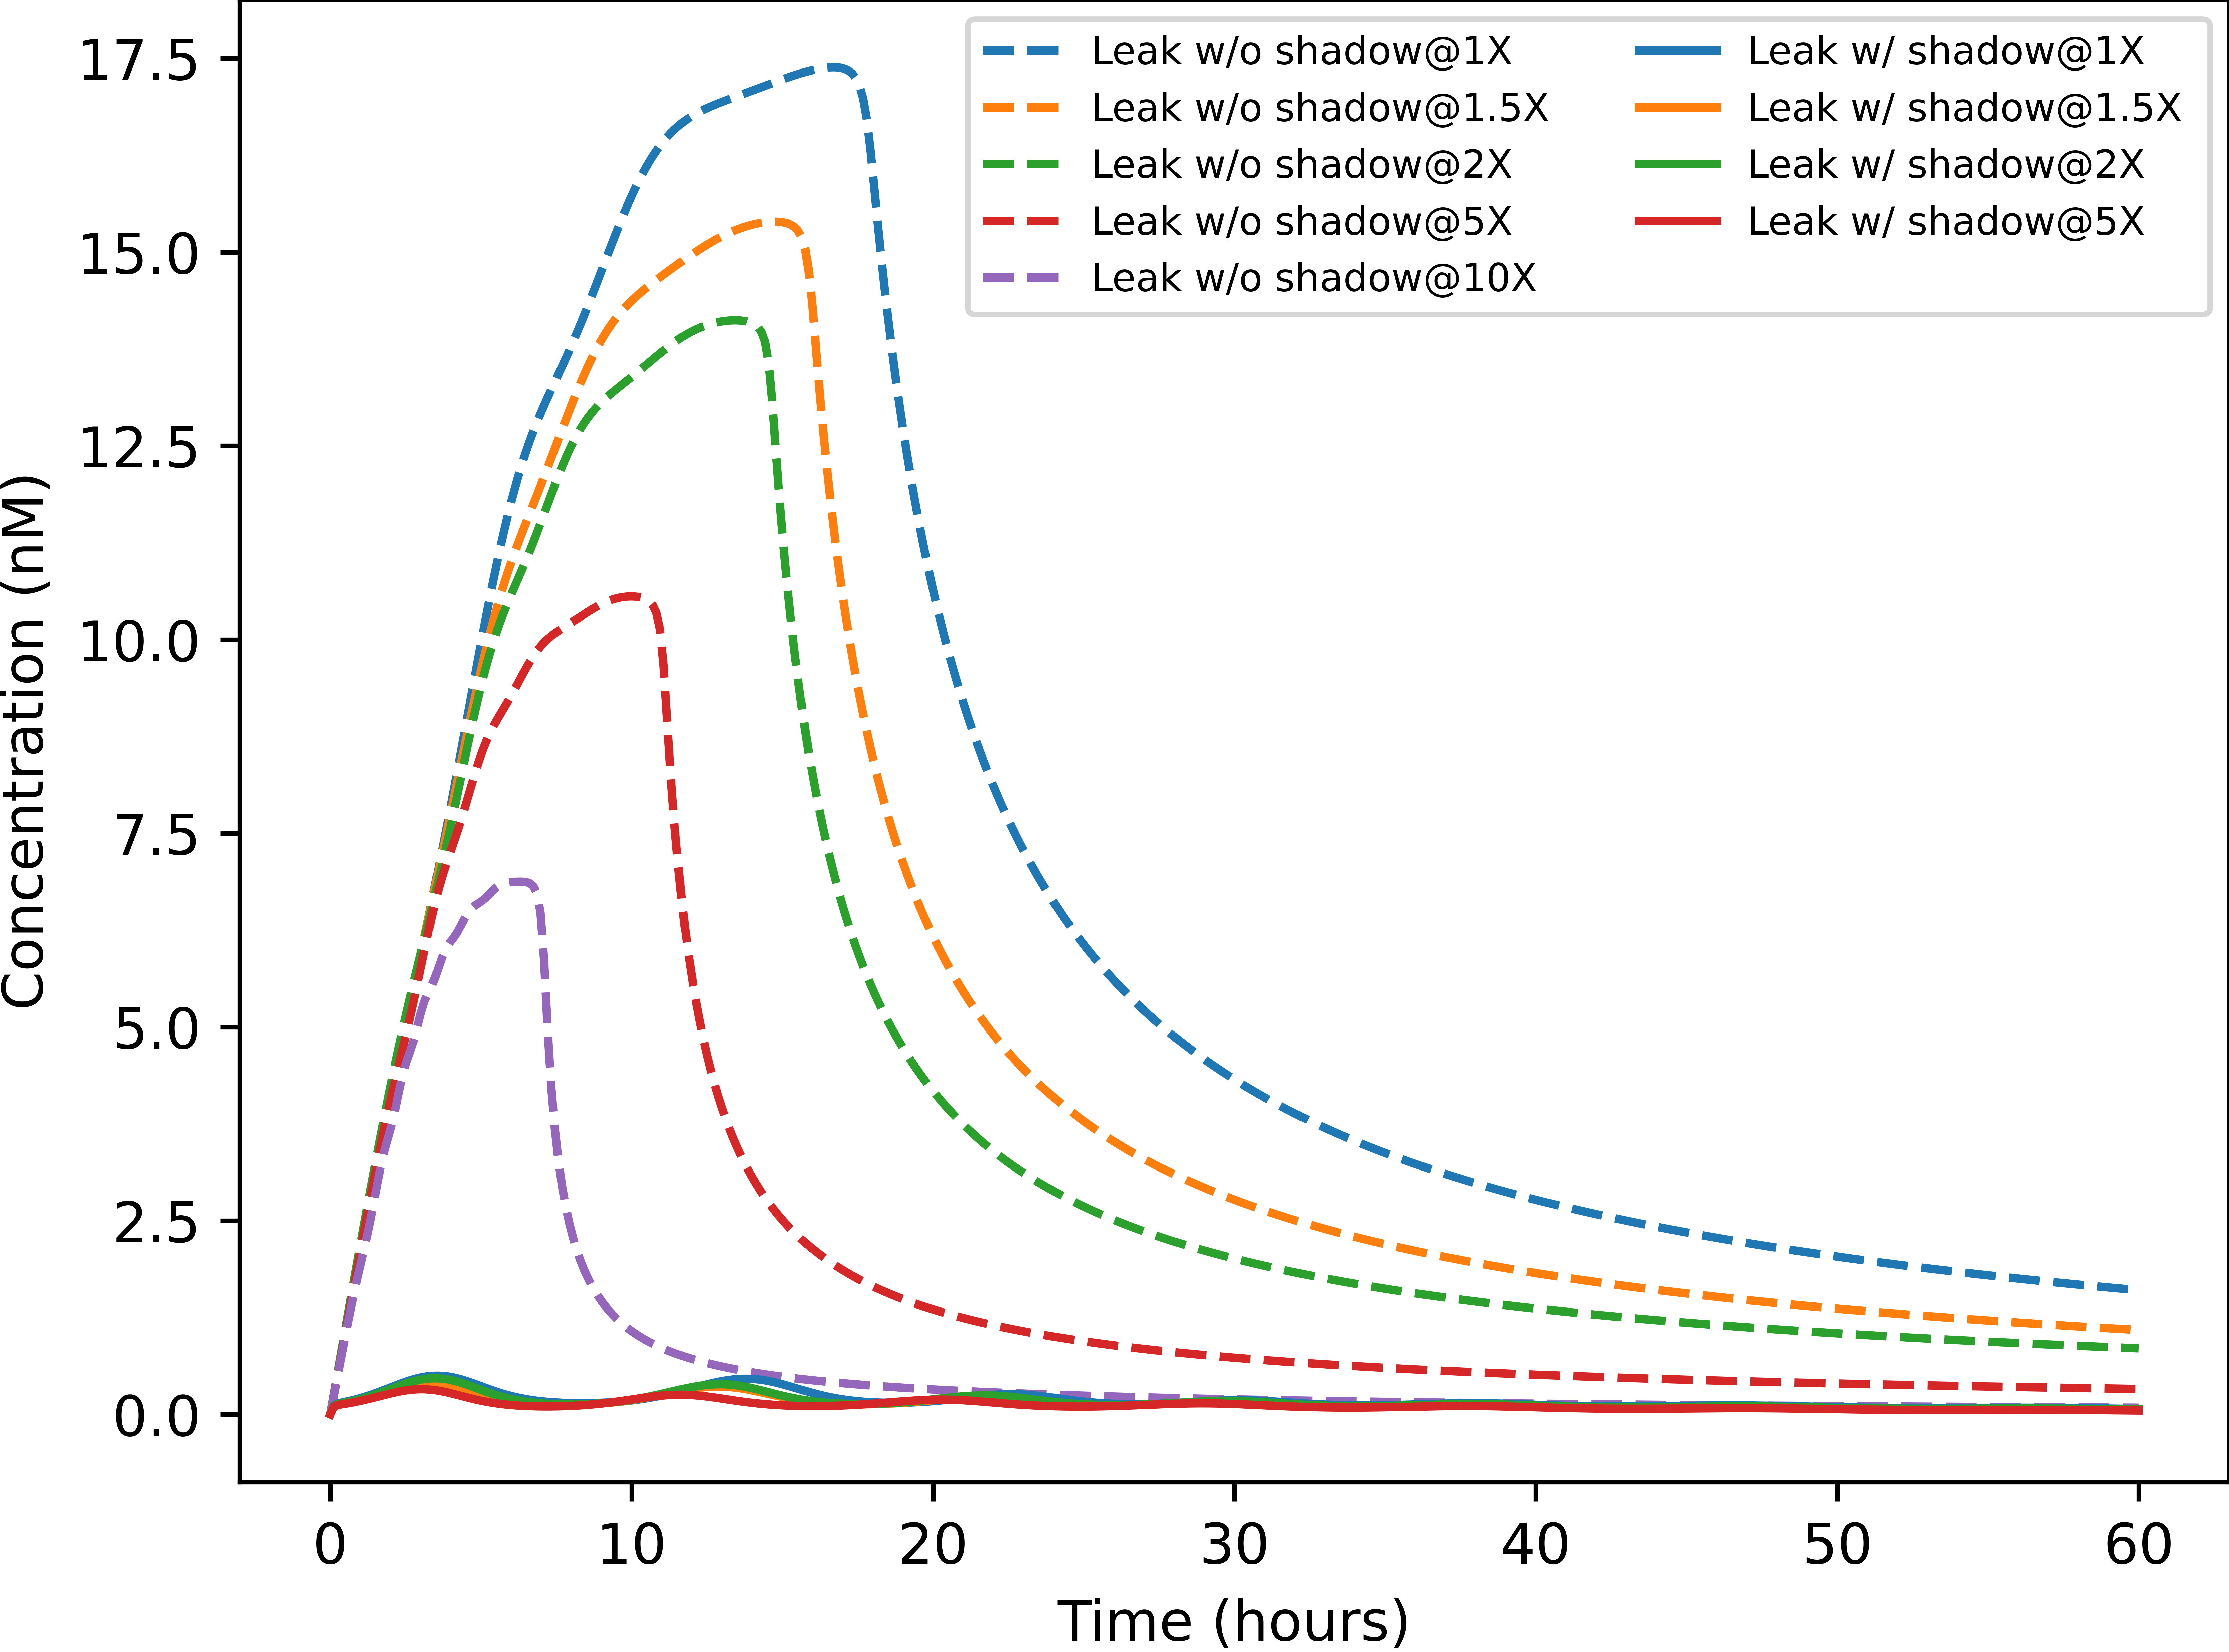 17.5
15.0
12.5
10.0
7.5
5.0
2.5
0.0
Concentration (nM)
Leak w/o shadow@1X
Leak w/o shadow@1.5X
Leak w/o shadow@2X
Leak w/o shadow@5X
Leak w/o shadow@10X
Leak w/ shadow@1X
Leak w/ shadow@1.5X
Leak w/ shadow@2X
Leak w/ shadow@5X
0 10 20 30 40 50 60
Time (hours)